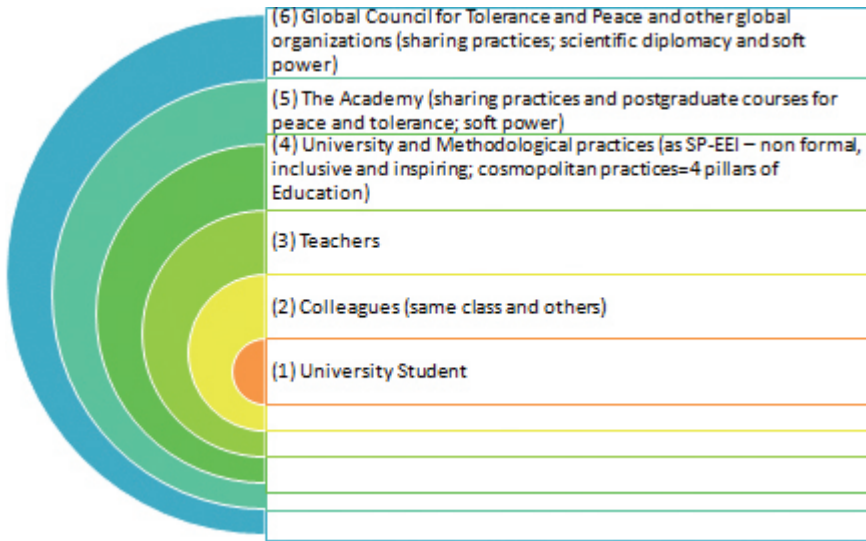 (6) Global Council for Tolerance and Peace and other global
organizations (sharing practices; scientific diplomacy and soft
power)
(5) The Academy (sharing practices and postgraduate courses for
peace and tolerance; soft power)
(4) University and Methodological practices (as SP-EEI – non formal,
inclusive and inspiring; cosmopolitan practices=4 pillars of
Education)
(3) Teachers
(2) Colleagues (same class and others)
(1) University Student